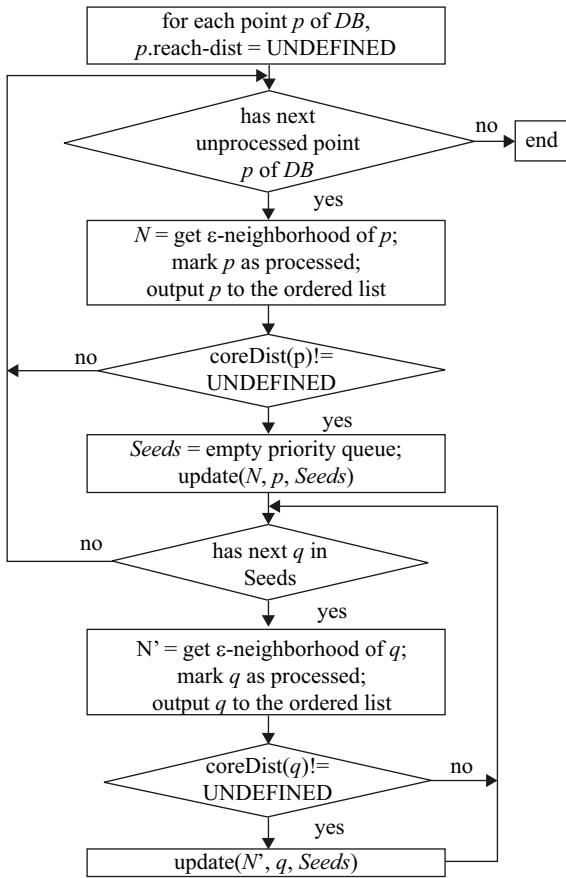 for each point p of DB,
p.reach-dist = UNDEFINED
has next
unprocessed point
p of DB
no
end
yes
N = get ε-neighborhood of p;
mark p as processed;
output p to the ordered list
coreDist(p)!=
UNDEFINED
no
yes
Seeds = empty priority queue;
update(N, p, Seeds)
has next q in
Seeds
no
yes
N’ = get ε-neighborhood of q;
mark q as processed;
output q to the ordered list
coreDist(q)!=
UNDEFINED
no
yes
update(N’, q, Seeds)